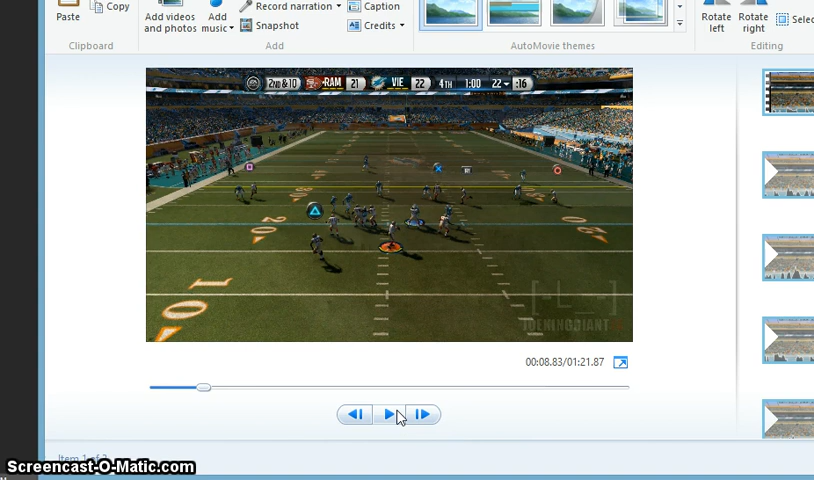 Paste
Copy
Clipboard
Add videos
and photos
Add
music
Record narration
Snapshot
Caption
Credits
Add
AutoMovie themes
Rotate
left
Rotate
right
Editing
2ND & 10 RAM 21 VIE 22 4TH 1:00 22 :16
20
10
00:08.83/01:21.87
Screencast-O-Matic.com